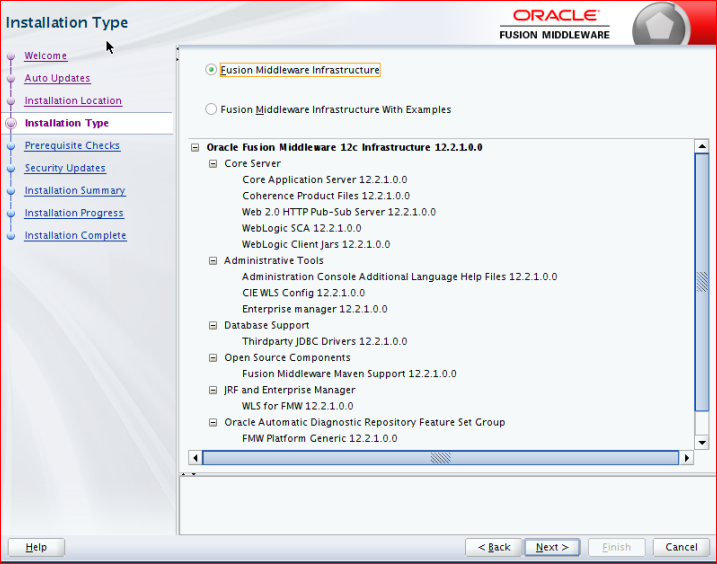 Installation Type
ORACLE
FUSION MIDDLEWARE
Welcome
Auto Updates
Installation Location
Installation Type
Prerequisite Checks
Security Updates
Installation Summary
Installation Progress
Installation Complete
Fusion Middleware Infrastructure
Fusion Middleware Infrastructure With Examples
Oracle Fusion Middleware 12c Infrastructure 12.2.1.0.0
Core Server
Core Application Server 12.2.1.0.0
Coherence Product Files 12.2.1.0.0
Web 2.0 HTTP Pub-Sub Server 12.2.1.0.0
WebLogic SCA 12.2.1.0.0
WebLogic Client Jars 12.2.1.0.0
Administrative Tools
Administration Console Additional Language Help Files 12.2.1.0.0
CIE WLS Config 12.2.1.0.0
Enterprise manager 12.2.1.0.0
Database Support
Thirdparty JDBC Drivers 12.2.1.0.0
Open Source Components
Fusion Middleware Maven Support 12.2.1.0.0
JRF and Enterprise Manager
WLS for FMW 12.2.1.0.0
Oracle Automatic Diagnostic Repository Feature Set Group
FMW Platform Generic 12.2.1.0.0
Help
< Back
Next >
Finish
Cancel